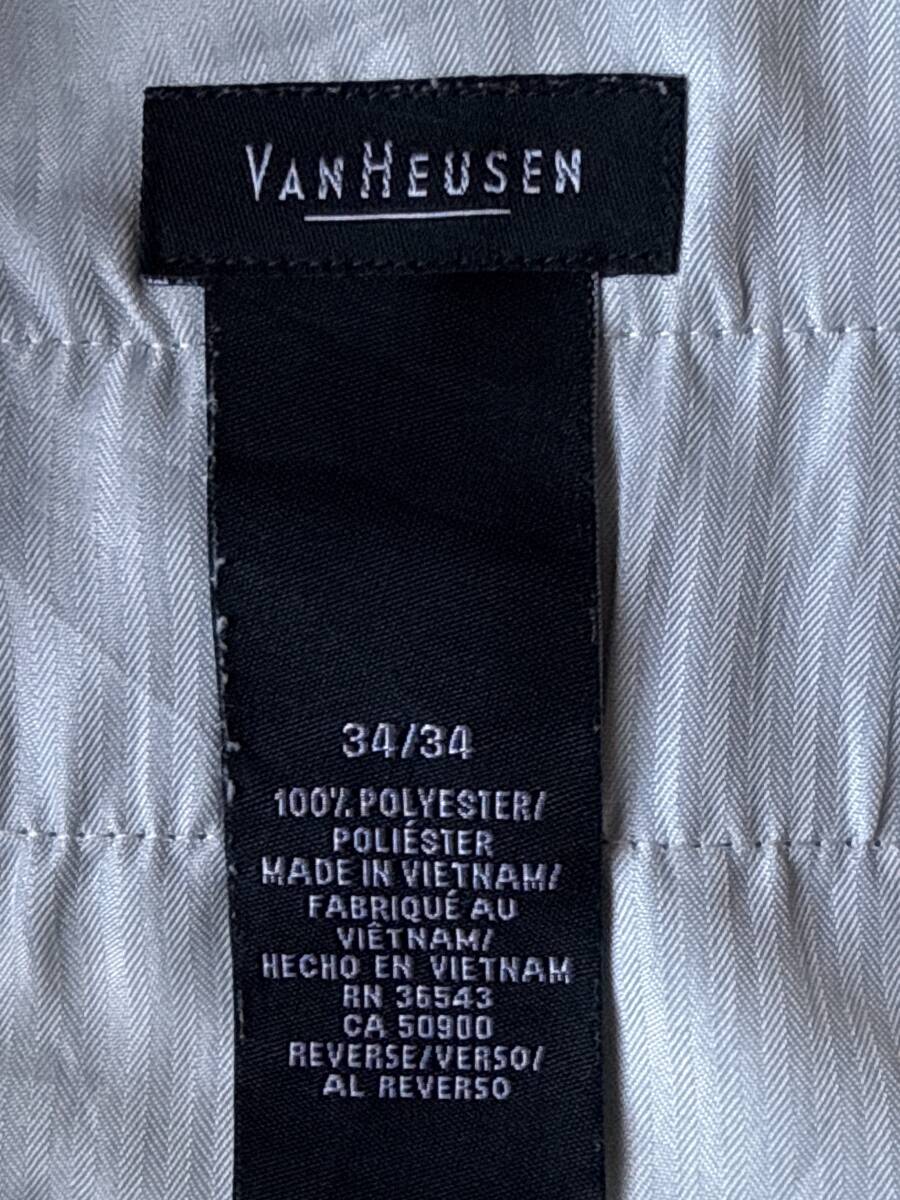 VANHEUSEN
34/34
100% POLYESTER/
POLIÉSTER
MADE IN VIETNAM/
FABRIQUÉ AU
VIÊTNAM/
HECHO EN VIETNAM
RN 36543
CA 50900
REVERSE/VERSO/
AL REVERSO